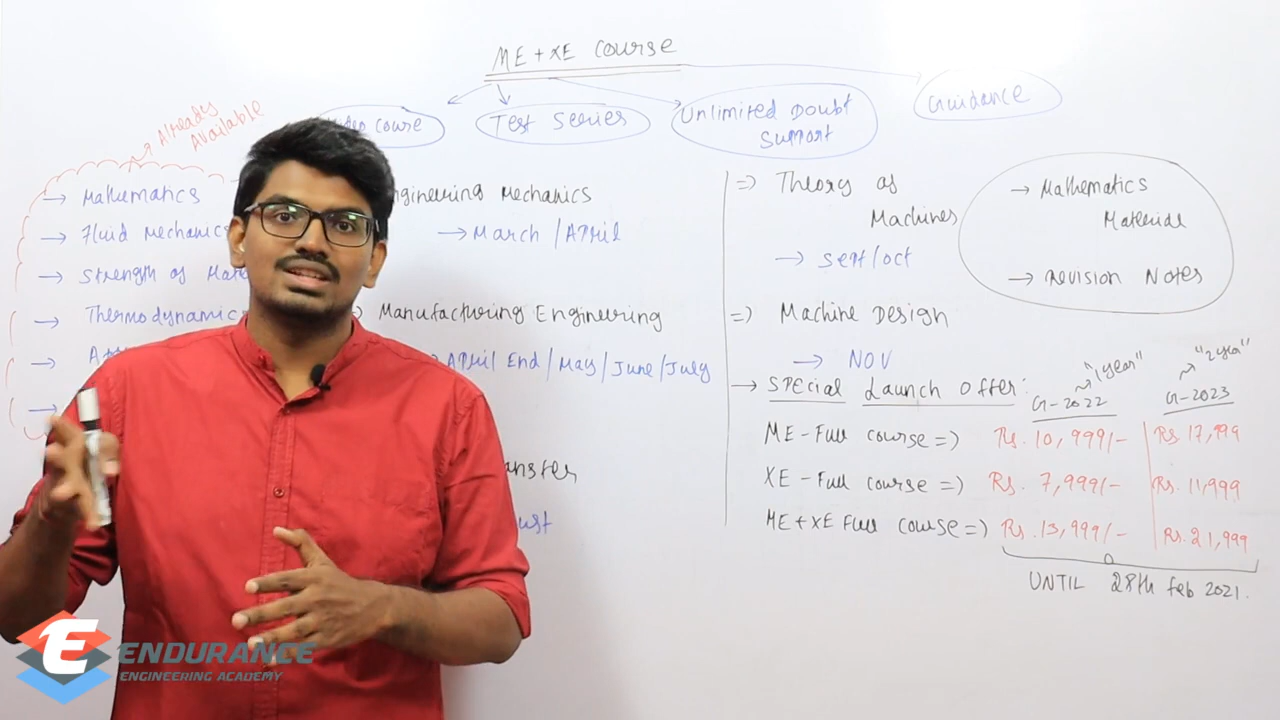 ME + XE COURSE
Already
Available
Video Course
Test Series
Unlimited Doubt
Support
Guidance
→ Mathematics
→ Fluid Mechanics
→ Strength of
→ Thermodynamics
→
→
Engineering Mechanics
→ March / APRIL
Manufacturing Engineering
→ APRIL End / May / June / July
=) Theory of
Machines
→ SEPT/OCT
=) Machine Design
→ NOV
→ Mathematics
Material
→ Revision Notes
→ SPECIAL Launch Offer:
"1 year"
G-2022
"2 year"
G-2023
ME - Full course =) Rs. 10,999/- Rs. 17,999
XE - Full course =) Rs. 7,999/- Rs. 11,999
ME + XE Full course =) Rs. 13,999/- Rs. 21,999
UNTIL 28th Feb 2021.
E ENDURANCE
ENGINEERING ACADEMY